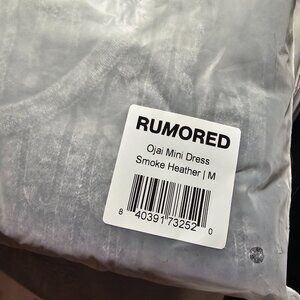 RUMORED
Ojai Mini Dress
Smoke Heather | M
8 40391 73252 0